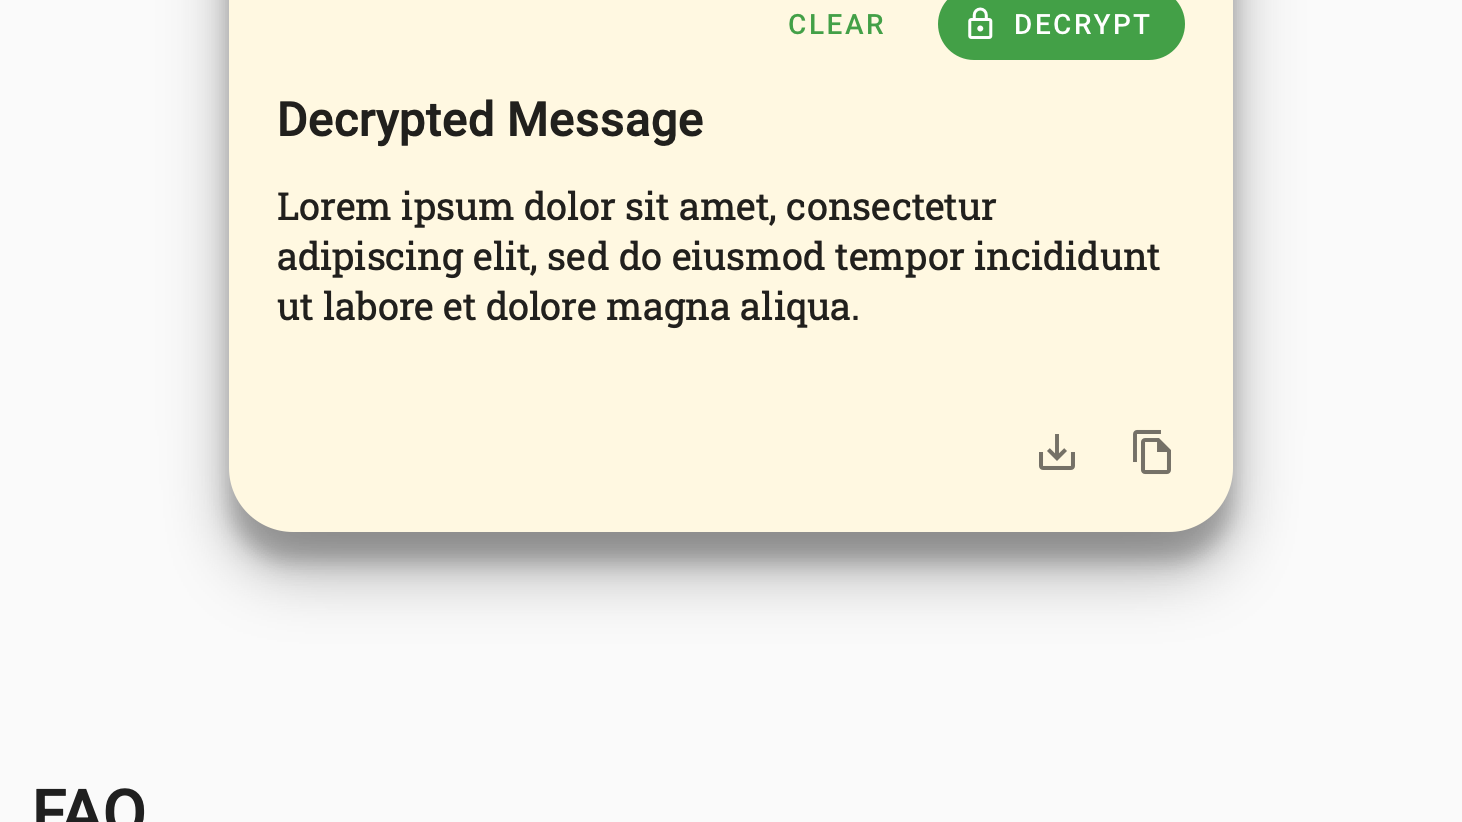 CLEAR
DECRYPT
Decrypted Message
Lorem ipsum dolor sit amet, consectetur
adipiscing elit, sed do eiusmod tempor incididunt
ut labore et dolore magna aliqua.
FAQ